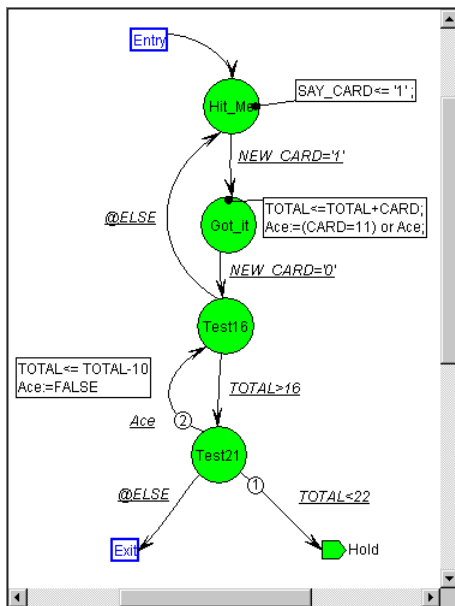 Entry
Hit_Me
SAY_CARD<= '1' ;
NEW_CARD='1'
@ELSE
Got_it
TOTAL<=TOTAL+CARD;
Ace:=(CARD=11) or Ace;
NEW_CARD='0'
Test16
TOTAL<= TOTAL-10
Ace:=FALSE
TOTAL>16
Ace
2
Test21
@ELSE
1
TOTAL<22
Exit
Hold